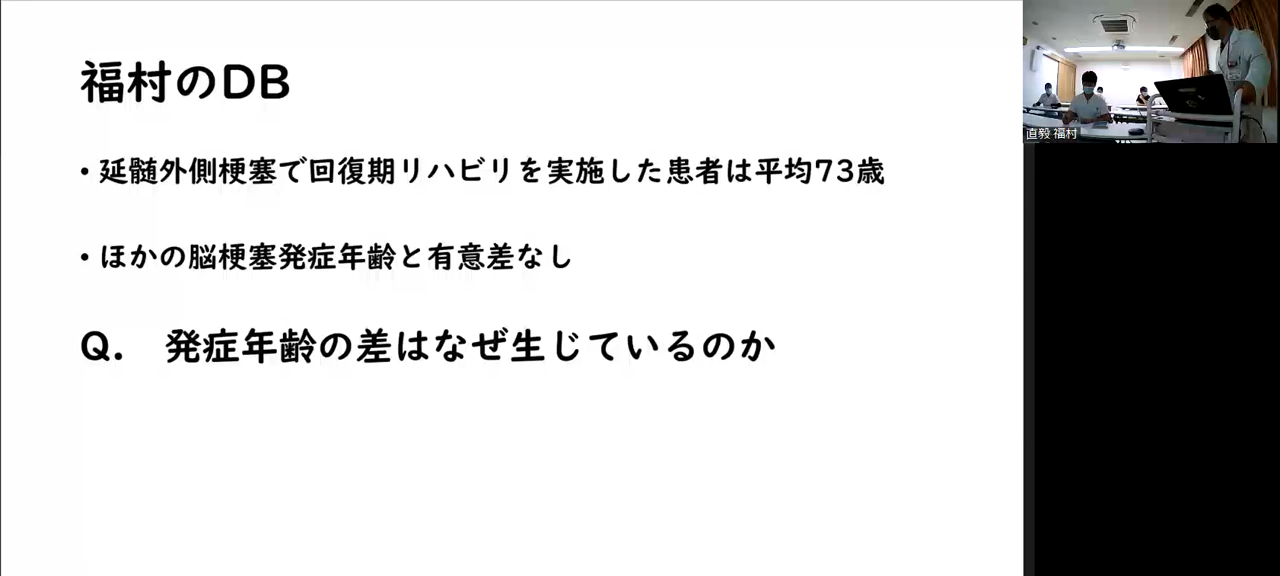 福村のDB
・延髄外側梗塞で回復期リハビリを実施した患者は平均73歳
・ほかの脳梗塞発症年齢と有意差なし
Q. 発症年齢の差はなぜ生じているのか
直毅 福村